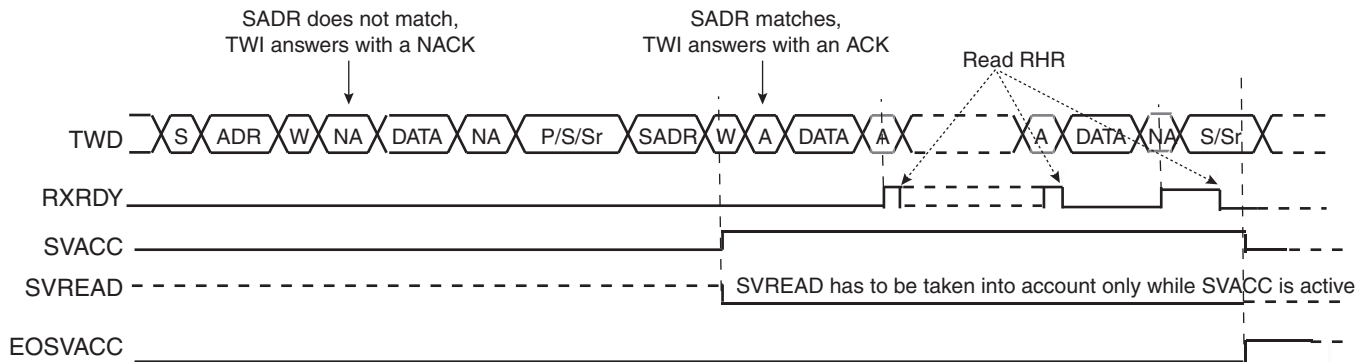 SADR does not match,
TWI answers with a NACK
SADR matches,
TWI answers with an ACK
Read RHR
TWD S ADR W NA DATA NA P/S/Sr SADR W A DATA A A DATA NA S/Sr
RXRDY
SVACC
SVREAD SVREAD has to be taken into account only while SVACC is active
EOSVACC